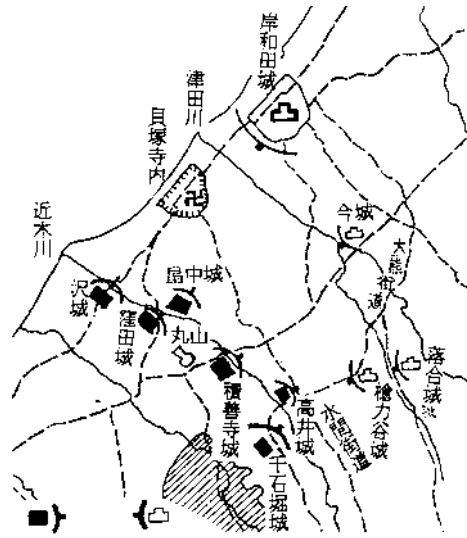 岸和田城
津田川
貝塚寺内
近木川
今城
大熊街道
沢城
畠中城
窪田城
丸山
積善寺城
高井城
水間街道
千石堀城
槍力谷城
落合城